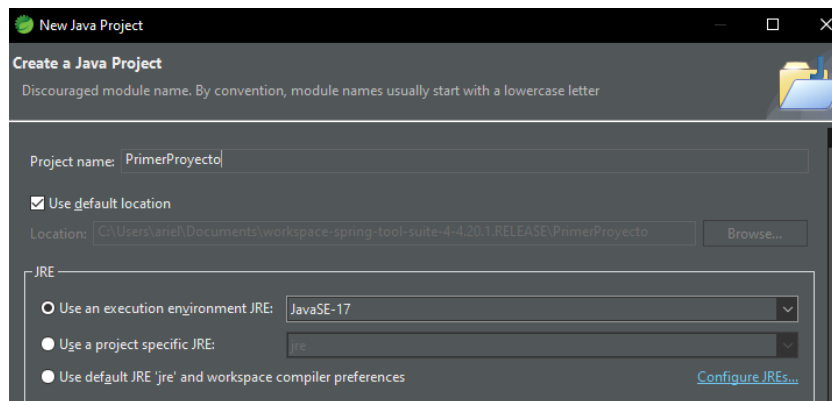 New Java Project
Create a Java Project
Discouraged module name. By convention, module names usually start with a lowercase letter
Project name: PrimerProyecto
Use default location
Location: C:\Users\ariel\Documents\workspace-spring-tool-suite-4-4.20.1.RELEASE\PrimerProyecto Browse...
JRE
Use an execution environment JRE: JavaSE-17
Use a project specific JRE: jre
Use default JRE 'jre' and workspace compiler preferences Configure JREs...